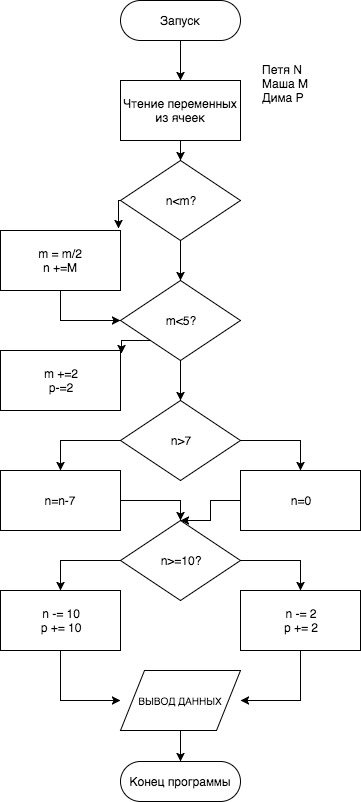 Запуск
Петя N
Маша M
Дима P
Чтение переменных
из ячеек
n<m?
m = m/2
n +=M
m<5?
m +=2
p-=2
n>7
n=n-7
n=0
n>=10?
n -= 10
p += 10
n -= 2
p += 2
ВЫВОД ДАННЫХ
Конец программы